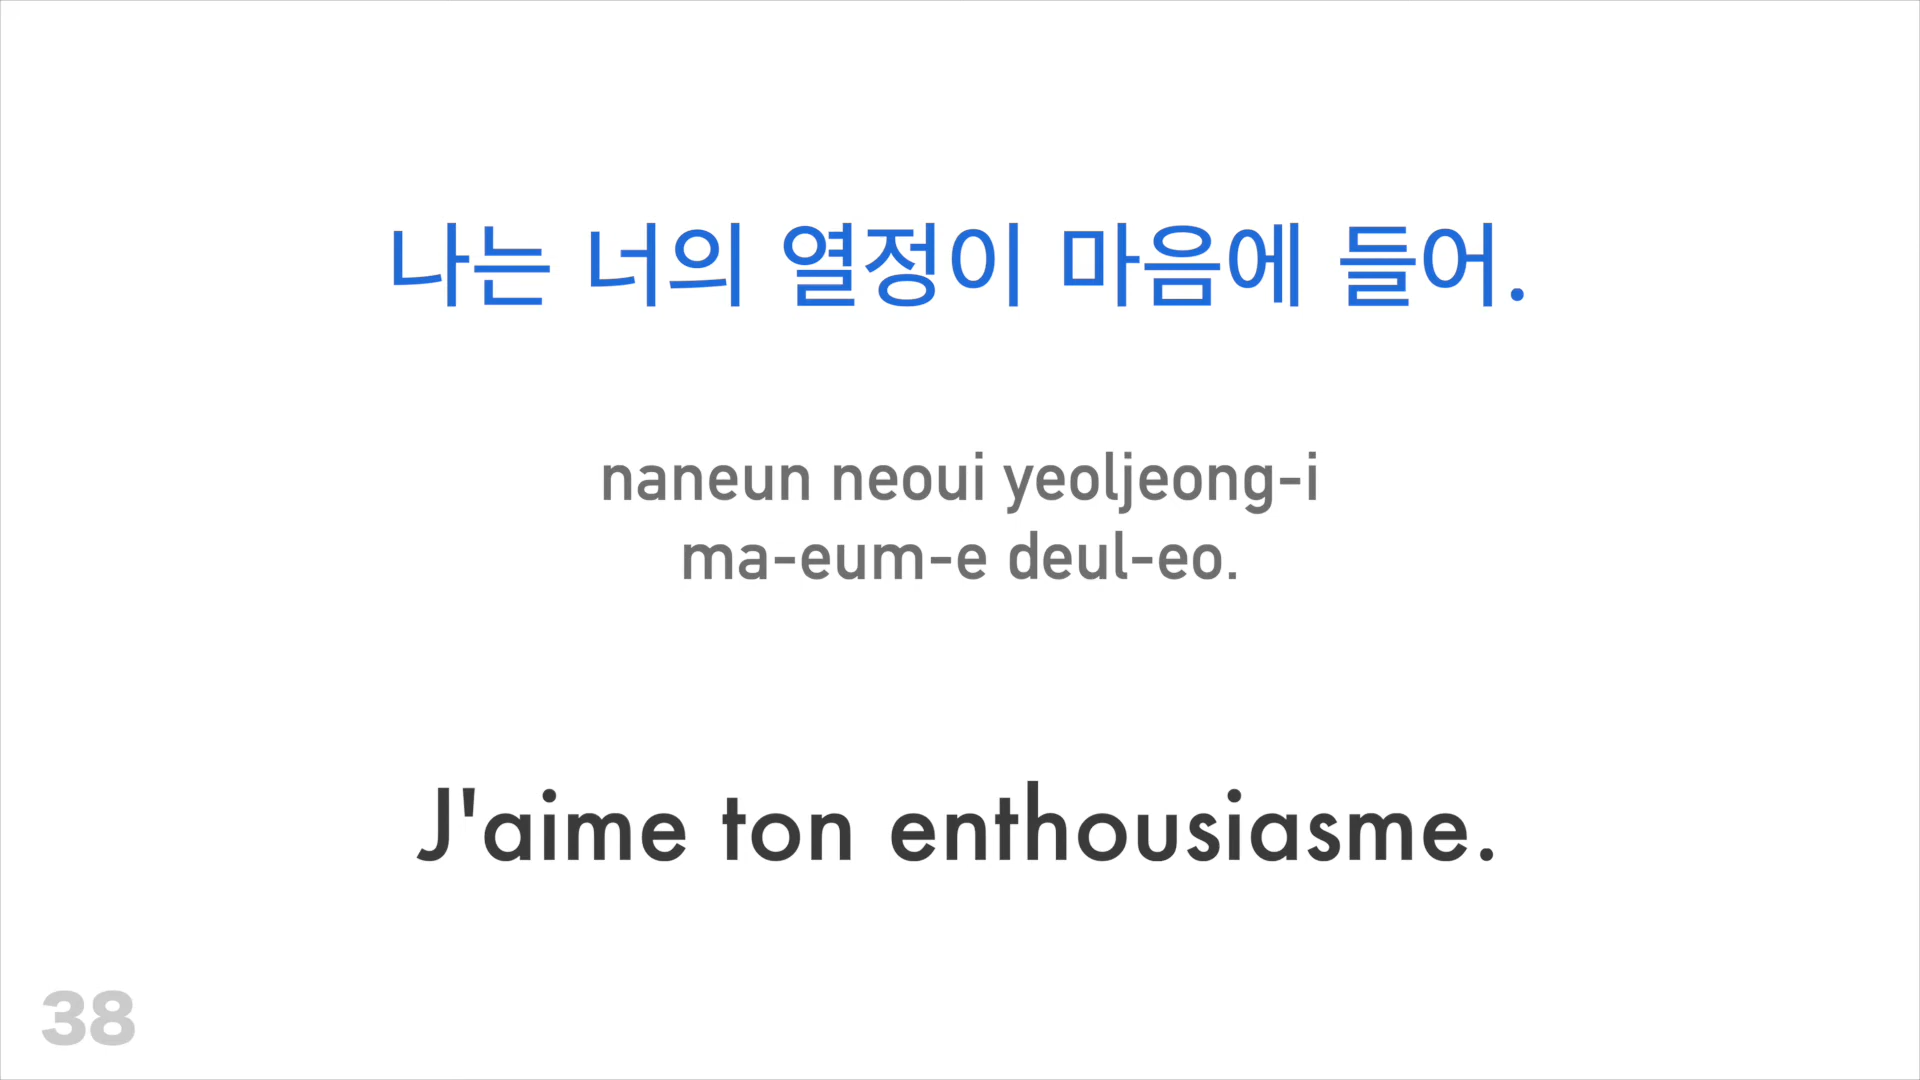 나는 너의 열정이 마음에 들어.
naneun neoui yeoljeong-i
ma-eum-e deul-eo.
J'aime ton enthousiasme.
38